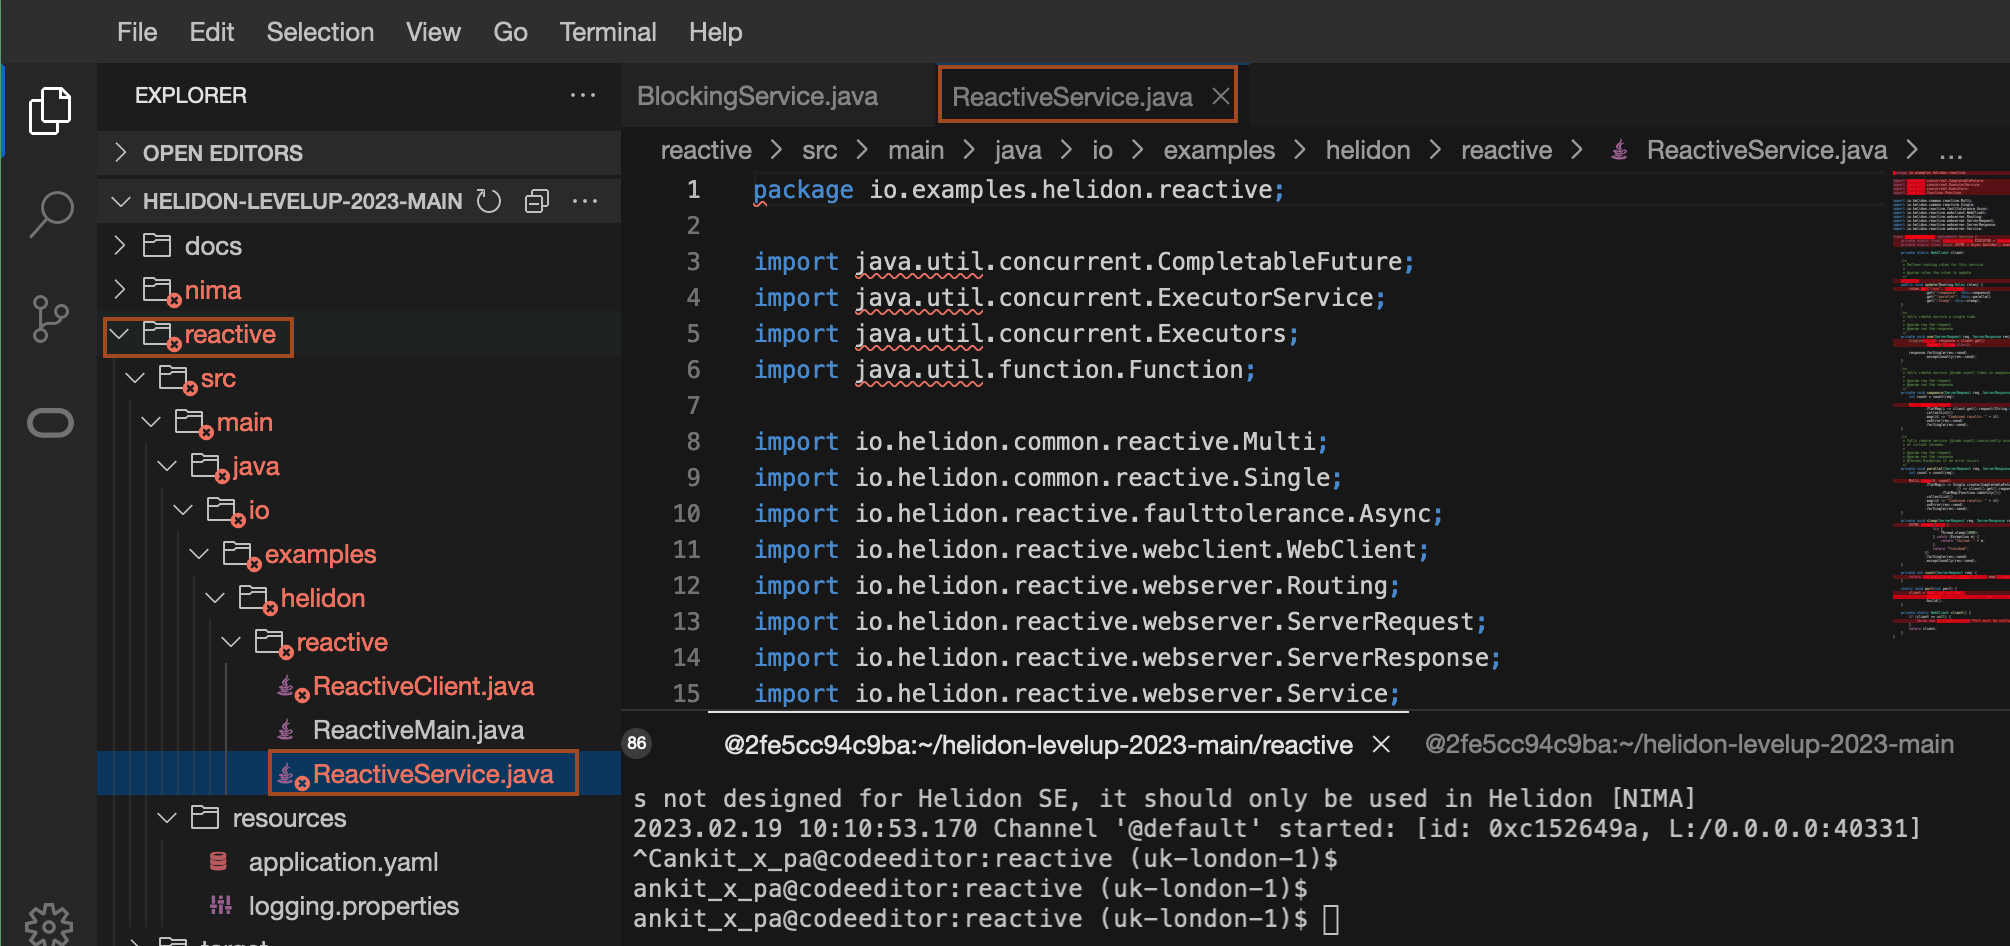 File Edit Selection View Go Terminal Help
EXPLORER ...
OPEN EDITORS
HELIDON-LEVELUP-2023-MAIN ...
docs
nima
reactive
src
main
java
io
examples
helidon
reactive
ReactiveClient.java
ReactiveMain.java
ReactiveService.java
resources
application.yaml
logging.properties
target
BlockingService.java ReactiveService.java
reactive > src > main > java > io > examples > helidon > reactive > ReactiveService.java > ...
1 package io.examples.helidon.reactive;
2
3 import java.util.concurrent.CompletableFuture;
4 import java.util.concurrent.ExecutorService;
5 import java.util.concurrent.Executors;
6 import java.util.function.Function;
7
8 import io.helidon.common.reactive.Multi;
9 import io.helidon.common.reactive.Single;
10 import io.helidon.reactive.faulttolerance.Async;
11 import io.helidon.reactive.webclient.WebClient;
12 import io.helidon.reactive.webserver.Routing;
13 import io.helidon.reactive.webserver.ServerRequest;
14 import io.helidon.reactive.webserver.ServerResponse;
15 import io.helidon.reactive.webserver.Service;
86 @2fe5cc94c9ba:~/helidon-levelup-2023-main/reactive @2fe5cc94c9ba:~/helidon-levelup-2023-main
s not designed for Helidon SE, it should only be used in Helidon [NIMA]
2023.02.19 10:10:53.170 Channel '@default' started: [id: 0xc152649a, L:/0.0.0.0:40331]
^Cankit_x_pa@codeeditor:reactive (uk-london-1)$
ankit_x_pa@codeeditor:reactive (uk-london-1)$
ankit_x_pa@codeeditor:reactive (uk-london-1)$